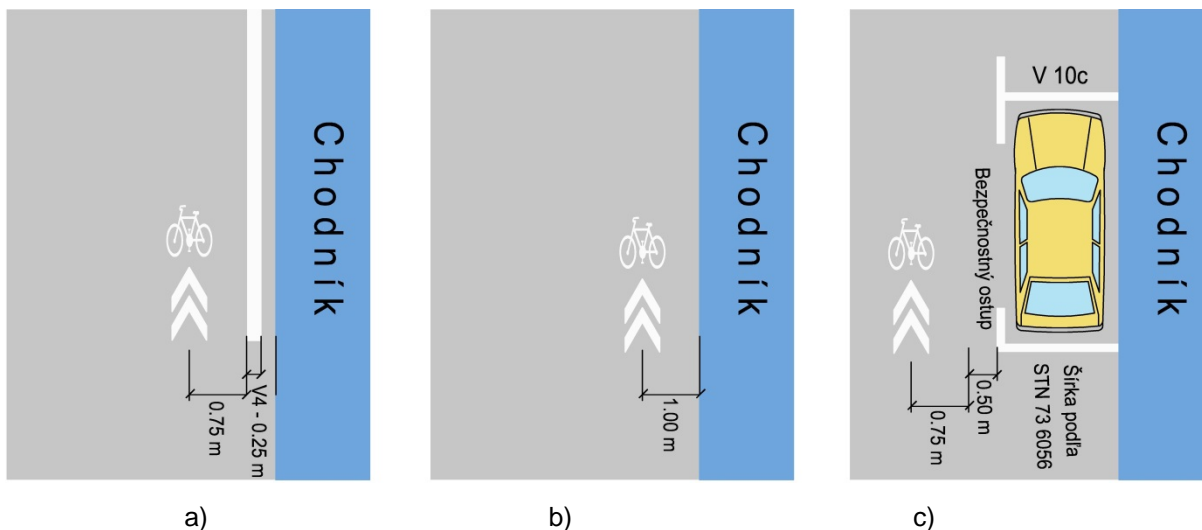 Chodník
V4 - 0.25 m
0.75 m
a)
Chodník
1.00 m
b)
V 10c
Chodník
Bezpečnostný ostup
Šírka podľa
STN 73 6056
0.50 m
0.75 m
c)